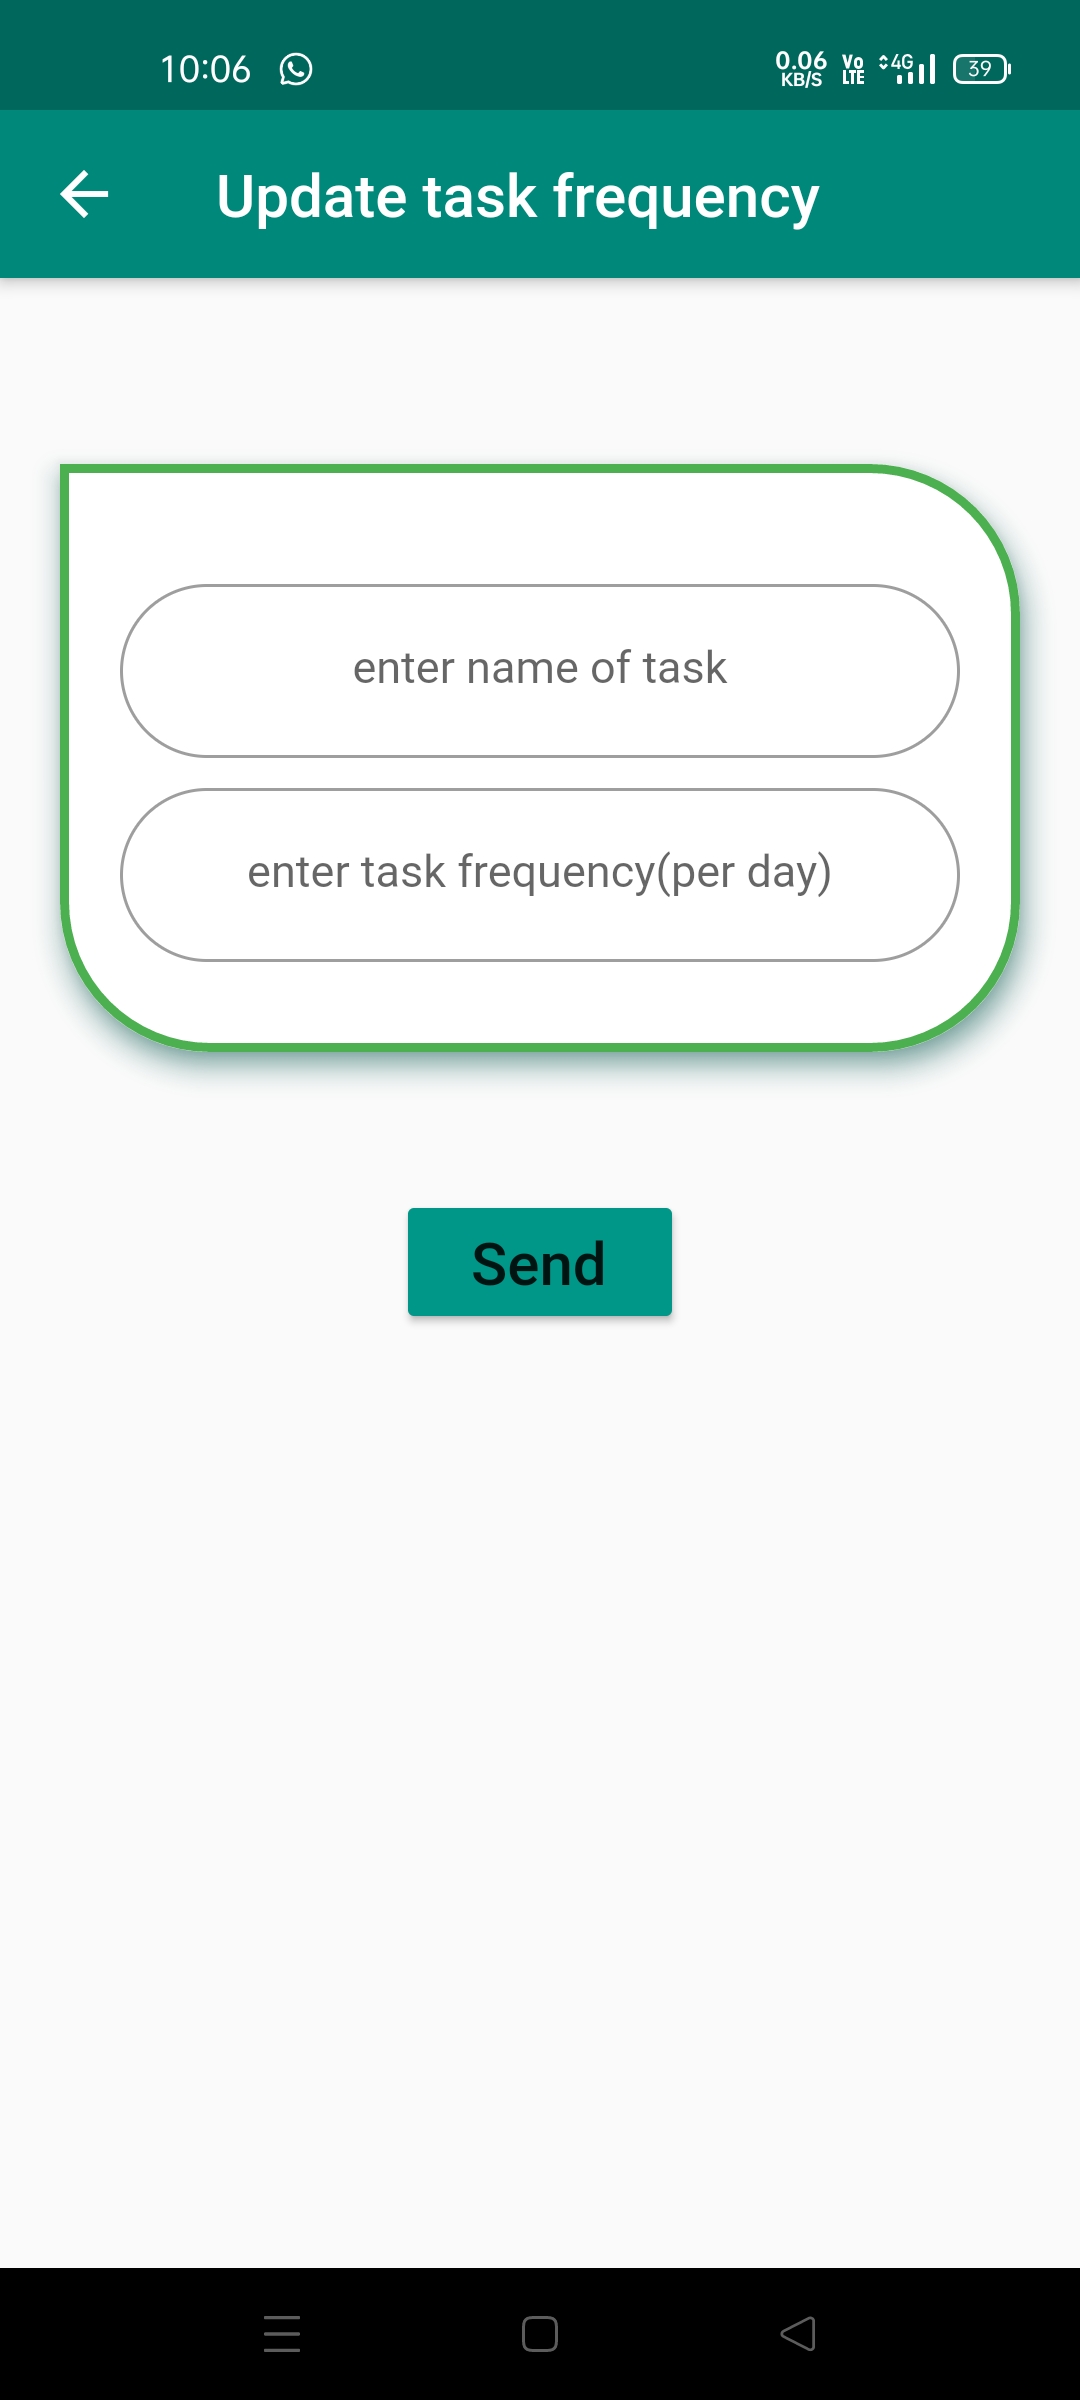 10:06
0.06
KB/S
Vo
LTE
4G
39
Update task frequency
enter name of task
enter task frequency(per day)
Send